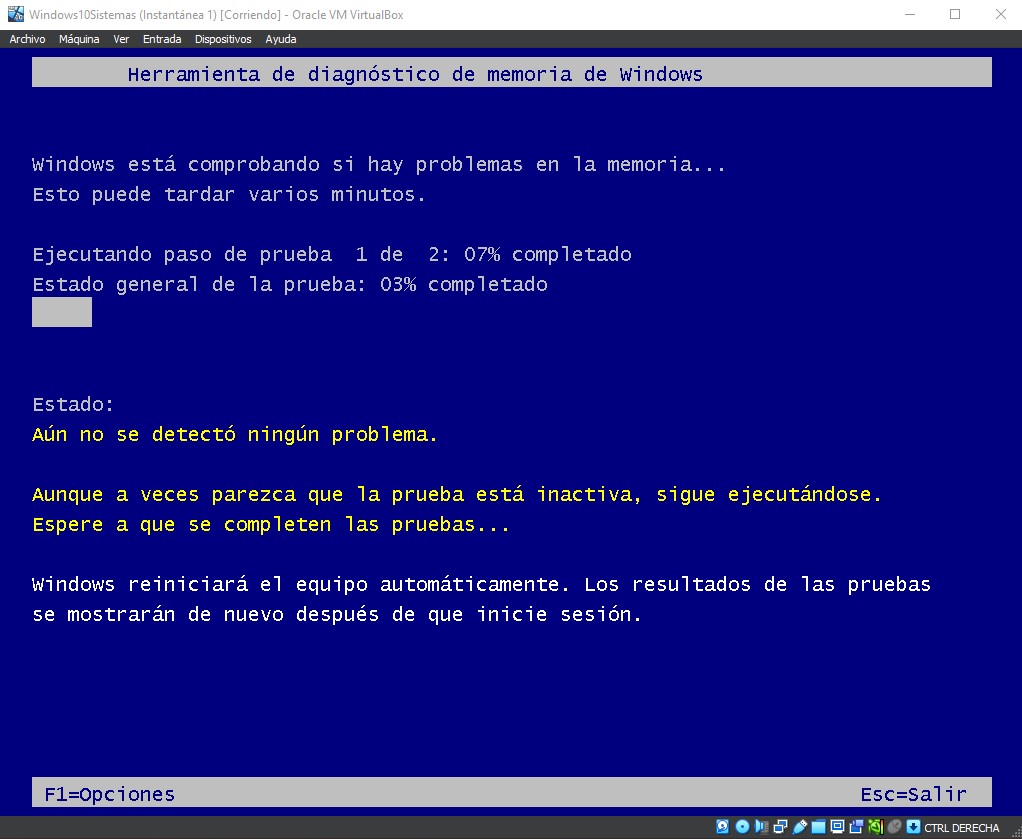 Windows10Sistemas (Instantánea 1) [Corriendo] - Oracle VM VirtualBox
Archivo Máquina Ver Entrada Dispositivos Ayuda
Herramienta de diagnóstico de memoria de Windows
Windows está comprobando si hay problemas en la memoria...
Esto puede tardar varios minutos.
Ejecutando paso de prueba 1 de 2: 07% completado
Estado general de la prueba: 03% completado
Estado:
Aún no se detectó ningún problema.
Aunque a veces parezca que la prueba está inactiva, sigue ejecutándose.
Espere a que se completen las pruebas...
Windows reiniciará el equipo automáticamente. Los resultados de las pruebas
se mostrarán de nuevo después de que inicie sesión.
F1=Opciones Esc=Salir
CTRL DERECHA